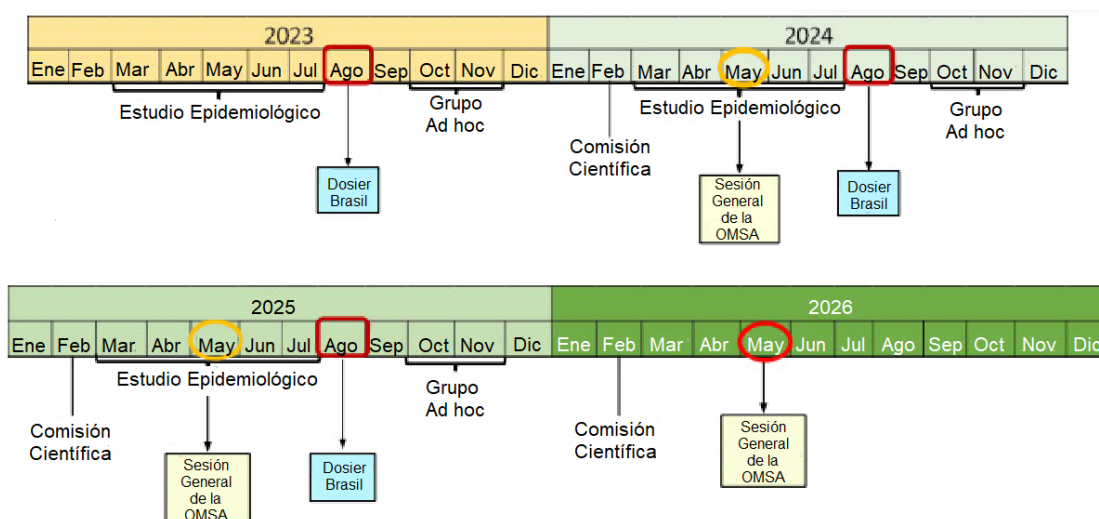 2023 2024
Ene Feb Mar Abr May Jun Jul Ago Sep Oct Nov Dic Ene Feb Mar Abr May Jun Jul Ago Sep Oct Nov Dic
Estudio Epidemiológico
Grupo
Ad hoc
Dosier
Brasil
Comisión
Científica
Estudio Epidemiológico
Sesión
General
de la
OMSA
Dosier
Brasil
Grupo
Ad hoc
2025 2026
Ene Feb Mar Abr May Jun Jul Ago Sep Oct Nov Dic Ene Feb Mar Abr May Jun Jul Ago Sep Oct Nov Dic
Comisión
Científica
Estudio Epidemiológico
Sesión
General
de la
OMSA
Dosier
Brasil
Grupo
Ad hoc
Comisión
Científica
Sesión
General
de la
OMSA